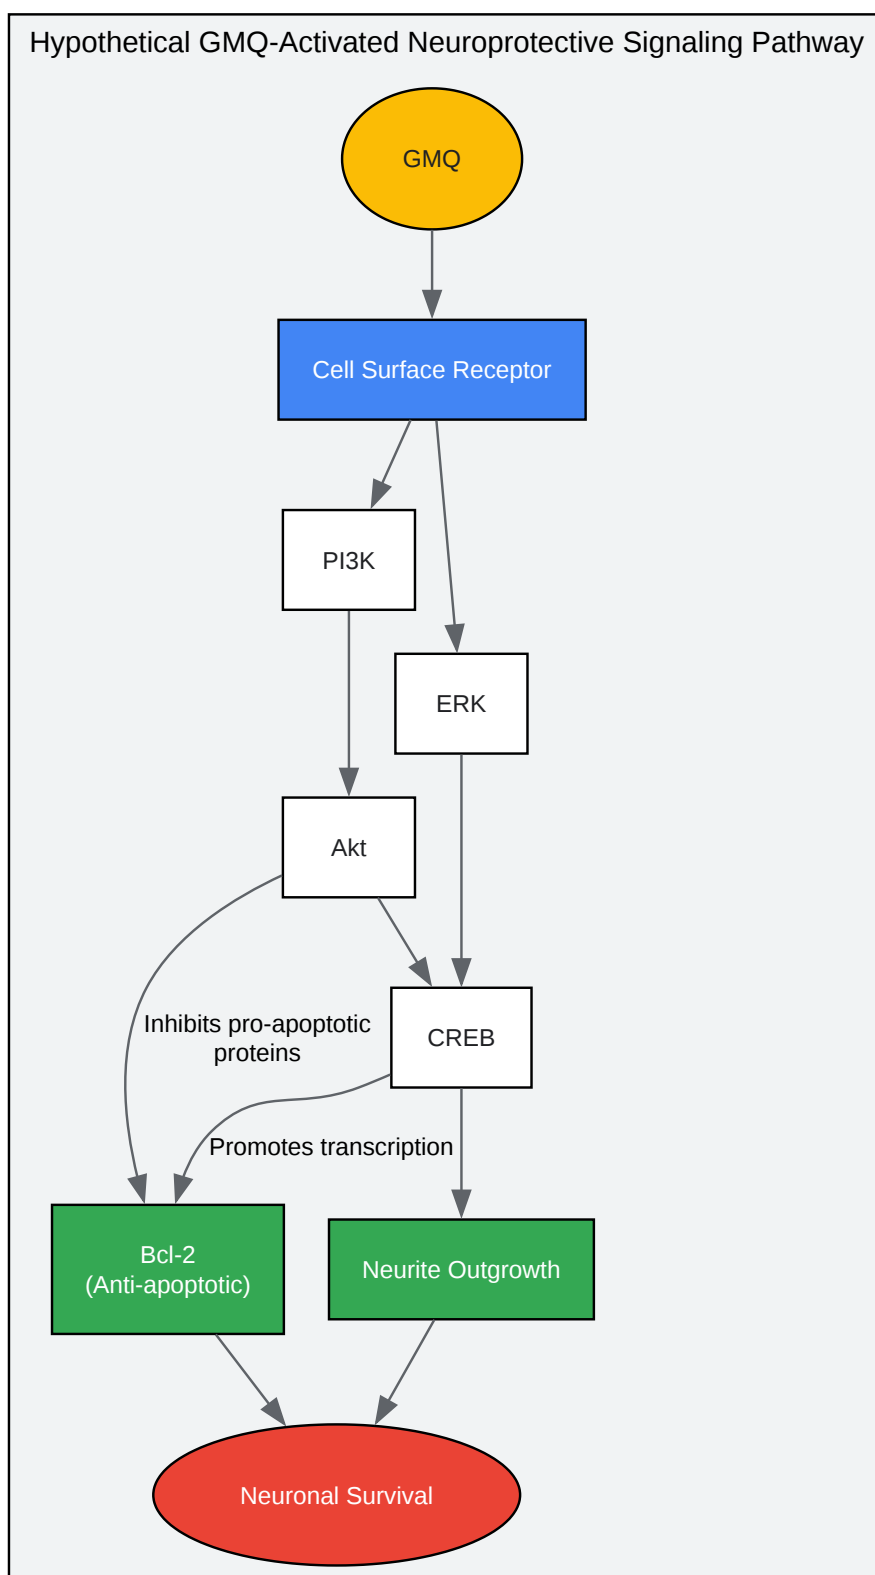 Hypothetical GMQ-Activated Neuroprotective Signaling Pathway
GMQ
Cell Surface Receptor
PI3K
ERK
Akt
Inhibits pro-apoptotic
proteins
CREB
Promotes transcription
Bcl-2
(Anti-apoptotic)
Neurite Outgrowth
Neuronal Survival